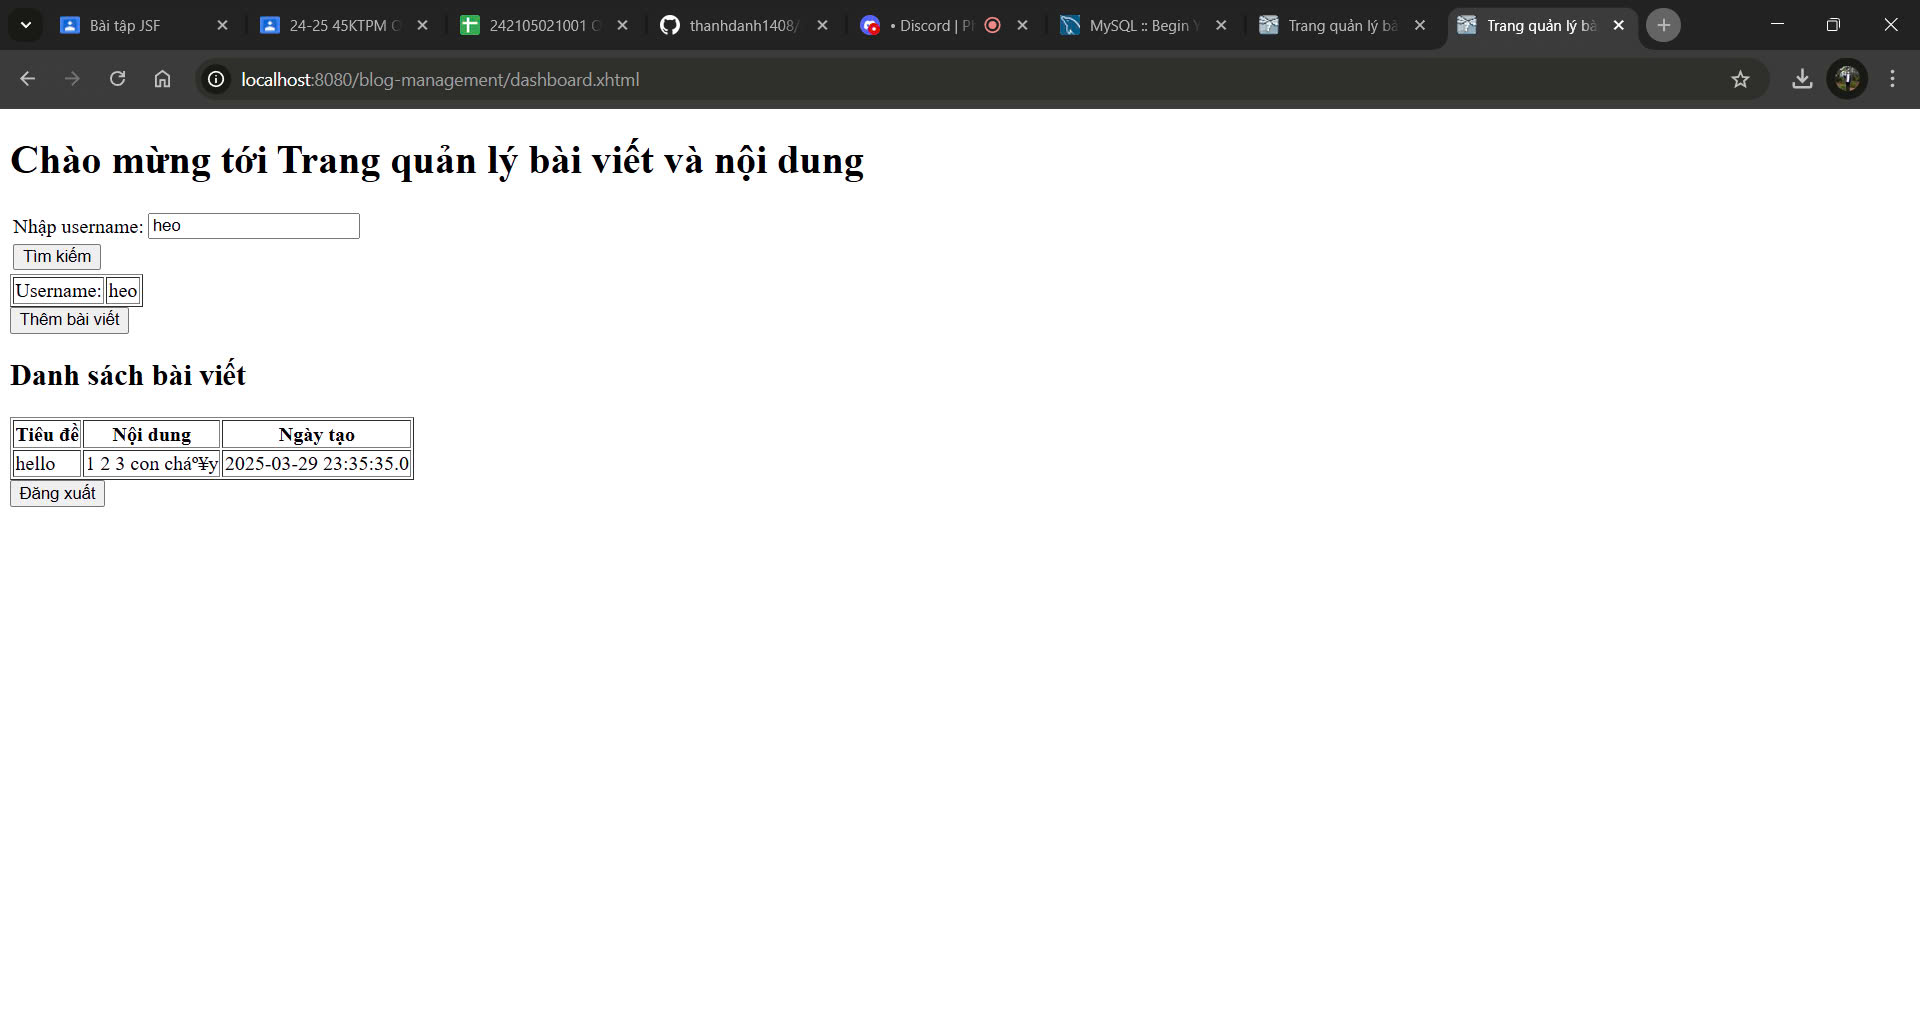 Bài tập JSF
24-25 45KTPM
242105021001
thanhdanh1408/
• Discord |
MySQL :: Begin
Trang quản lý bà
Trang quản lý bà
localhost:8080/blog-management/dashboard.xhtml
Chào mừng tới Trang quản lý bài viết và nội dung
Nhập username: heo
Tìm kiếm
Username: heo
Thêm bài viết
Danh sách bài viết
Tiêu đề Nội dung Ngày tạo
hello 1 2 3 con cháº¥y 2025-03-29 23:35:35.0
Đăng xuất